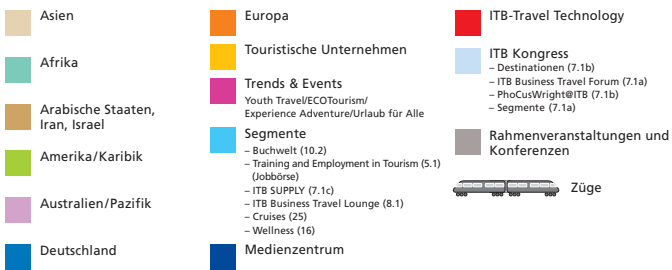 Asien
Afrika
Arabische Staaten,
Iran, Israel
Amerika/Karibik
Australien/Pazifik
Deutschland
Europa
Touristische Unternehmen
Trends & Events
Youth Travel/ECOTourism/
Experience Adventure/Urlaub für Alle
Segmente
– Buchwelt (10.2)
– Training and Employment in Tourism (5.1)
(Jobbörse)
– ITB SUPPLY (7.1c)
– ITB Business Travel Lounge (8.1)
– Cruises (25)
– Wellness (16)
Medienzentrum
ITB-Travel Technology
ITB Kongress
– Destinationen (7.1b)
– ITB Business Travel Forum (7.1a)
– PhoCusWright@ITB (7.1b)
– Segmente (7.1a)
Rahmenveranstaltungen und
Konferenzen
Züge